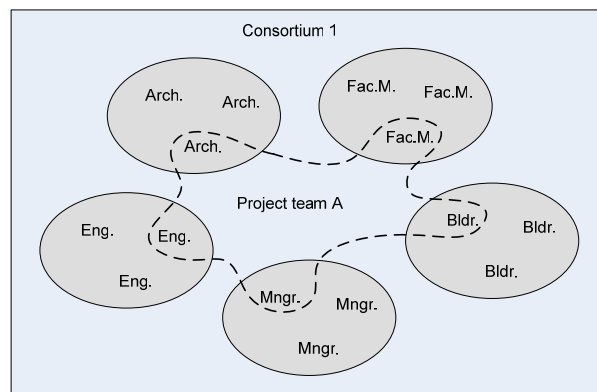 Consortium 1
Arch.
Arch.
Arch.
Fac.M.
Fac.M.
Fac.M.
Project team A
Eng.
Eng.
Eng.
Bldr.
Bldr.
Bldr.
Mngr.
Mngr.
Mngr.